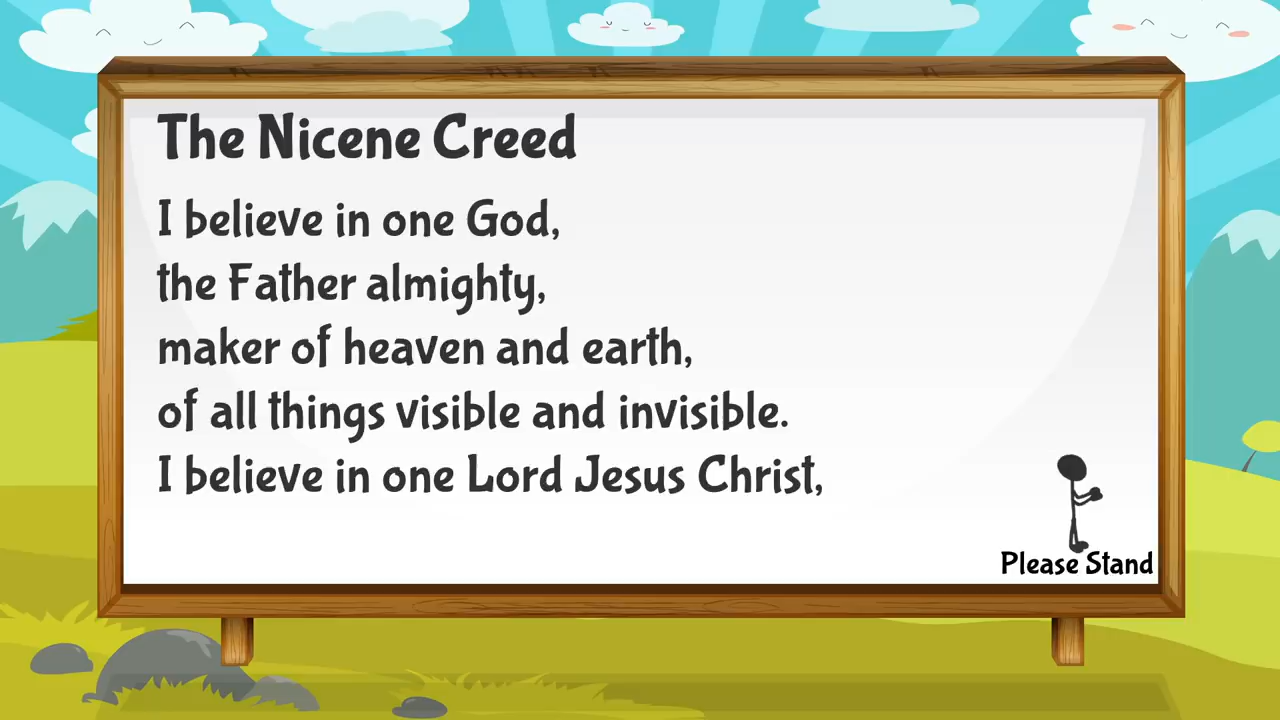 The Nicene Creed
I believe in one God,
the Father almighty,
maker of heaven and earth,
of all things visible and invisible.
I believe in one Lord Jesus Christ,
Please Stand